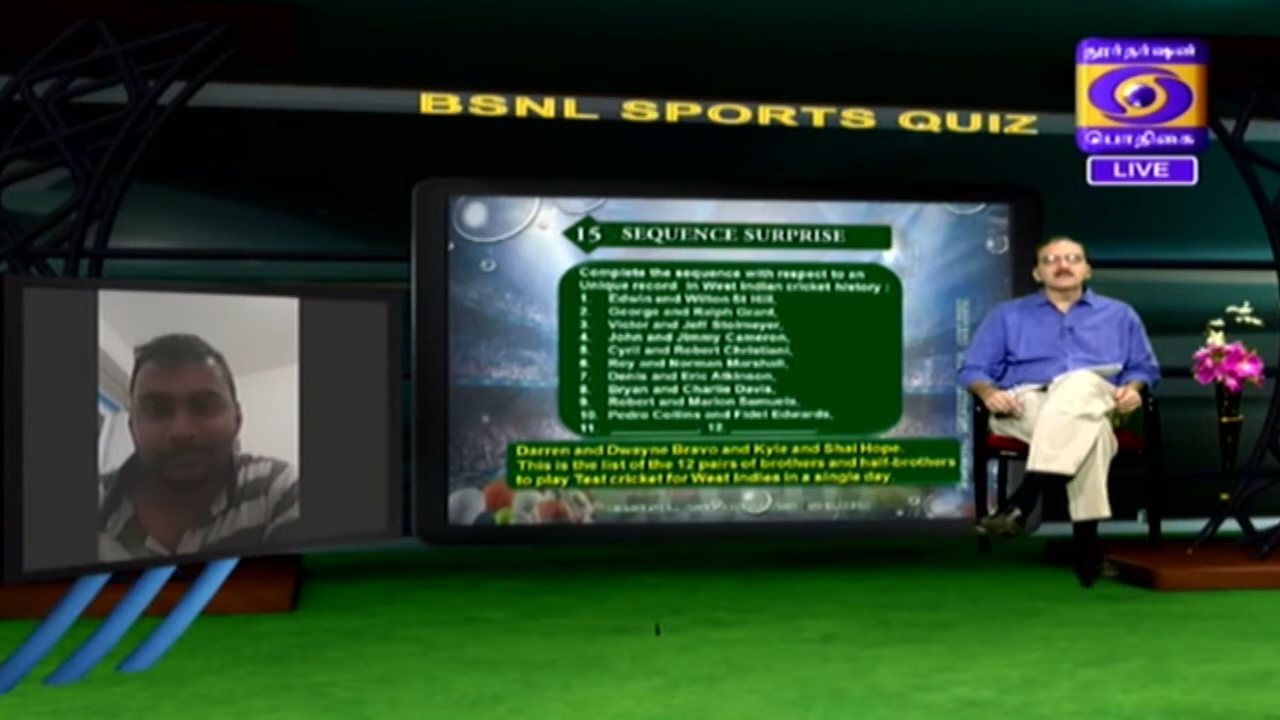 தூர்தர்ஷன்
பொதிகை
LIVE
BSNL SPORTS QUIZ
15 SEQUENCE SURPRISE
Complete the sequence with respect to an
Unique record in West Indian cricket history :
1. Edwin and Wilton St Hill,
2. George and Ralph Grant,
3. Victor and Jeff Stolmeyer,
4. John and Jimmy Cameron,
5. Cyril and Robert Christiani,
6. Roy and Norman Marshall,
7. Denis and Eric Atkinson,
8. Bryan and Charlie Davis,
9. Robert and Marlon Samuels,
10. Pedro Collins and Fidel Edwards,
11. ____________ 12. ____________
Darren and Dwayne Bravo and Kyle and Shai Hope.
This is the list of the 12 pairs of brothers and half-brothers
to play Test cricket for West Indies in a single day.